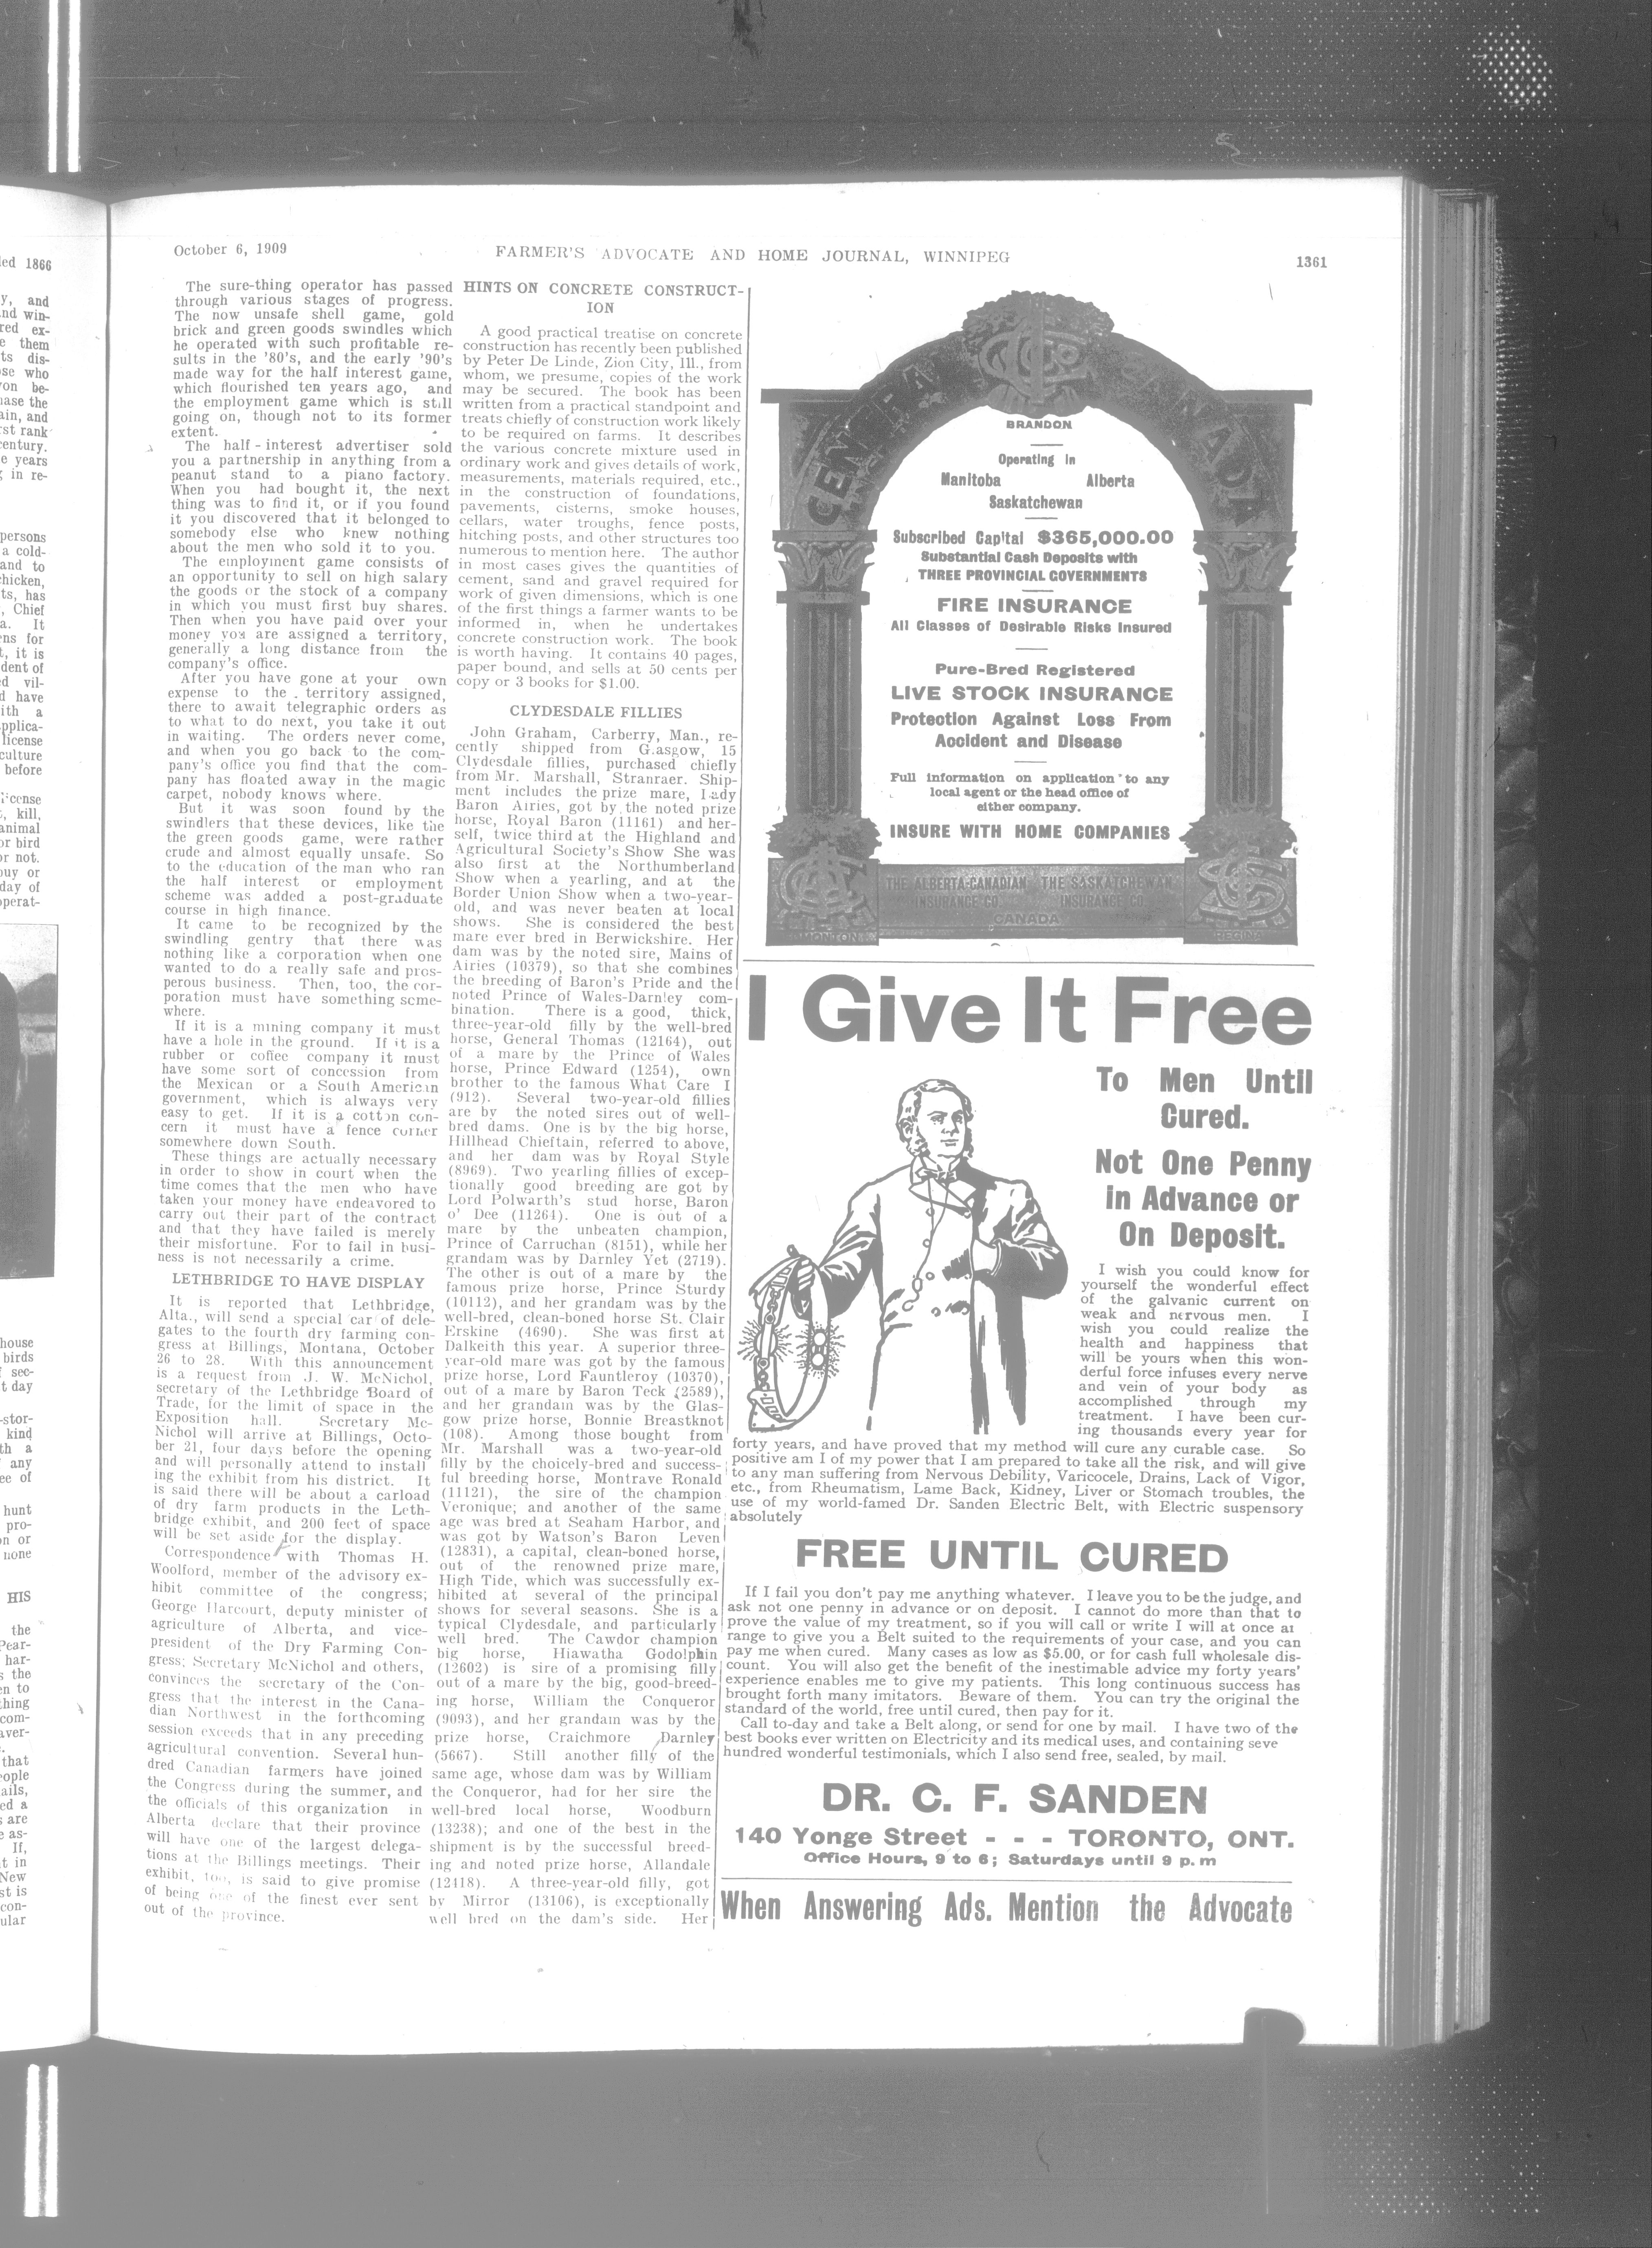 October 6, 1909
FARMER'S ADVOCATE AND HOME JOURNAL, WINNIPEG
1361
The sure-thing operator has passed
through various stages of progress.
The now unsafe shell game, gold
brick and green goods swindles which
he operated with such profitable re-
sults in the '80's, and the early '90's
made way for the half interest game,
which flourished ten years ago, and
the employment game which is still
going on, though not to its former
extent.
The half-interest advertiser sold
you a partnership in anything from a
peanut stand to a piano factory.
When you had bought it, the next
thing was to find it, or if you found
it you discovered that it belonged to
somebody else who knew nothing
about the men who sold it to you.
The employment game consists of
an opportunity to sell on high salary
the goods or the stock of a company
in which you must first buy shares.
Then when you have paid over your
money you are assigned a territory,
generally a long distance from the
company's office.
After you have gone at your own
expense to the territory assigned,
there to await telegraphic orders as
to what to do next, you take it out
in waiting. The orders never come,
and when you go back to the com-
pany's office you find that the com-
pany has floated away in the magic
carpet, nobody knows where.
But it was soon found by the
swindlers that these devices, like the
the green goods game, were rather
crude and almost equally unsafe. So
to the education of the man who ran
the half interest or employment
scheme was added a post-graduate
course in high finance.
It came to be recognized by the
swindling gentry that there was
nothing like a corporation when one
wanted to do a really safe and pros-
perous business. Then, too, the cor-
poration must have something some-
where.
If it is a mining company it must
have a hole in the ground. If it is a
rubber or coffee company it must
have some sort of concession from
the Mexican or a South American
government, which is always very
easy to get. If it is a cotton con-
cern it must have a fence corner
somewhere down South.
These things are actually necessary
in order to show in court when the
time comes that the men who have
taken your money have endeavored to
carry out their part of the contract
and that they have failed is merely
their misfortune. For to fail in busi-
ness is not necessarily a crime.
LETHBRIDGE TO HAVE DISPLAY
It is reported that Lethbridge,
Alta., will send a special car of dele-
gates to the fourth dry farming con-
gress at Billings, Montana, October
26 to 28. With this announcement
is a request from J. W. McNichol,
secretary of the Lethbridge Board of
Trade, for the limit of space in the
Exposition hall. Secretary Mc-
Nichol will arrive at Billings, Octo-
ber 21, four days before the opening
and will personally attend to install
ing the exhibit from his district. It
is said there will be about a carload
of dry farm products in the Leth-
bridge exhibit, and 200 feet of space
will be set aside for the display.
Correspondence with Thomas H.
Woolford, member of the advisory ex-
hibit committee of the congress;
George Harcourt, deputy minister of
agriculture of Alberta, and vice-
president of the Dry Farming Con-
gress; Secretary McNichol and others,
convinces the secretary of the Con-
gress that the interest in the Cana-
dian Northwest in the forthcoming
session exceeds that in any preceding
agricultural convention. Several hun-
dred Canadian farmers have joined
the Congress during the summer, and
the officials of this organization in
Alberta declare that their province
will have one of the largest delega-
tions at the Billings meetings. Their
exhibit, too, is said to give promise
of being one of the finest ever sent
out of the province.
HINTS ON CONCRETE CONSTRUCT-
ION
A good practical treatise on concrete
construction has recently been published
by Peter De Linde, Zion City, Ill., from
whom, we presume, copies of the work
may be secured. The book has been
written from a practical standpoint and
treats chiefly of construction work likely
to be required on farms. It describes
the various concrete mixture used in
ordinary work and gives details of work,
measurements, materials required, etc.,
in the construction of foundations,
pavements, cisterns, smoke houses,
cellars, water troughs, fence posts,
hitching posts, and other structures too
numerous to mention here. The author
in most cases gives the quantities of
cement, sand and gravel required for
work of given dimensions, which is one
of the first things a farmer wants to be
informed in, when he undertakes
concrete construction work. The book
is worth having. It contains 40 pages,
paper bound, and sells at 50 cents per
copy or 3 books for $1.00.
CLYDESDALE FILLIES
John Graham, Carberry, Man., re-
cently shipped from Glasgow, 15
Clydesdale fillies, purchased chiefly
from Mr. Marshall, Stranraer. Ship-
ment includes the prize mare, Lady
Baron Airies, got by the noted prize
horse, Royal Baron (11161) and her-
self, twice third at the Highland and
Agricultural Society's Show She was
also first at the Northumberland
Show when a yearling, and at the
Border Union Show when a two-year-
old, and was never beaten at local
shows. She is considered the best
mare ever bred in Berwickshire. Her
dam was by the noted sire, Mains of
Airies (10379), so that she combines
the breeding of Baron's Pride and the
noted Prince of Wales-Darnley com-
bination. There is a good, thick,
three-year-old filly by the well-bred
horse, General Thomas (12164), out
of a mare by the Prince of Wales
horse, Prince Edward (1254), own
brother to the famous What Care I
(912). Several two-year-old fillies
are by the noted sires out of well-
bred dams. One is by the big horse,
Hillhead Chieftain, referred to above,
and her dam was by Royal Style
(8969). Two yearling fillies of excep-
tionally good breeding are got by
Lord Polwarth's stud horse, Baron
o' Dee (11264). One is out of a
mare by the unbeaten champion,
Prince of Carruchan (8151), while her
grandam was by Darnley Yet (2719).
The other is out of a mare by the
famous prize horse, Prince Sturdy
(10112), and her grandam was by the
well-bred, clean-boned horse St. Clair
Erskine (4690). She was first at
Dalkeith this year. A superior three-
year-old mare was got by the famous
prize horse, Lord Fauntleroy (10370),
out of a mare by Baron Teck (2589),
and her grandam was by the Glas-
gow prize horse, Bonnie Breastknot
(108). Among those bought from
Mr. Marshall was a two-year-old
filly by the choicely-bred and success-
ful breeding horse, Montrave Ronald
(11121), the sire of the champion
Veronique; and another of the same
age was bred at Seaham Harbor, and
was got by Watson's Baron Leven
(12831), a capital, clean-boned horse,
out of the renowned prize mare,
High Tide, which was successfully ex-
hibited at several of the principal
shows for several seasons. She is a
typical Clydesdale, and particularly
well bred. The Cawdor champion
big horse, Hiawatha Godolphin
(12602) is sire of a promising filly
out of a mare by the big, good-breed-
ing horse, William the Conqueror
(9093), and her grandam was by the
prize horse, Craichmore Darnley
(5667). Still another filly of the
same age, whose dam was by William
the Conqueror, had for her sire the
well-bred local horse, Woodburn
(13238); and one of the best in the
shipment is by the successful breed-
ing and noted prize horse, Allandale
(12418). A three-year-old filly, got
by Mirror (13106), is exceptionally
well bred on the dam's side. Her
BRANDON
Operating in
Manitoba Alberta
Saskatchewan
Subscribed Capital $365,000.00
Substantial Cash Deposits with
THREE PROVINCIAL GOVERNMENTS
FIRE INSURANCE
All Classes of Desirable Risks Insured
Pure-Bred Registered
LIVE STOCK INSURANCE
Protection Against Loss From
Accident and Disease
Full information on application to any
local agent or the head office of
either company.
INSURE WITH HOME COMPANIES
THE ALBERTA-CANADIAN THE SASKATCHEWAN
INSURANCE CO. INSURANCE CO.
CANADA
REGINA
I Give It Free
To Men Until
Cured.
Not One Penny
in Advance or
On Deposit.
I wish you could know for
yourself the wonderful effect
of the galvanic current on
weak and nervous men. I
wish you could realize the
health and happiness that
will be yours when this won-
derful force infuses every nerve
and vein of your body as
accomplished through my
treatment. I have been cur-
ing thousands every year for
forty years, and have proved that my method will cure any curable case. So
positive am I of my power that I am prepared to take all the risk, and will give
to any man suffering from Nervous Debility, Varicocele, Drains, Lack of Vigor,
etc., from Rheumatism, Lame Back, Kidney, Liver or Stomach troubles, the
use of my world-famed Dr. Sanden Electric Belt, with Electric suspensory
absolutely
FREE UNTIL CURED
If I fail you don't pay me anything whatever. I leave you to be the judge, and
ask not one penny in advance or on deposit. I cannot do more than that to
prove the value of my treatment, so if you will call or write I will at once ar
range to give you a Belt suited to the requirements of your case, and you can
pay me when cured. Many cases as low as $5.00, or for cash full wholesale dis-
count. You will also get the benefit of the inestimable advice my forty years'
experience enables me to give my patients. This long continuous success has
brought forth many imitators. Beware of them. You can try the original the
standard of the world, free until cured, then pay for it.
Call to-day and take a Belt along, or send for one by mail. I have two of the
best books ever written on Electricity and its medical uses, and containing seve
hundred wonderful testimonials, which I also send free, sealed, by mail.
DR. C. F. SANDEN
140 Yonge Street - - - TORONTO, ONT.
Office Hours, 9 to 6; Saturdays until 9 p. m
When Answering Ads. Mention the Advocate